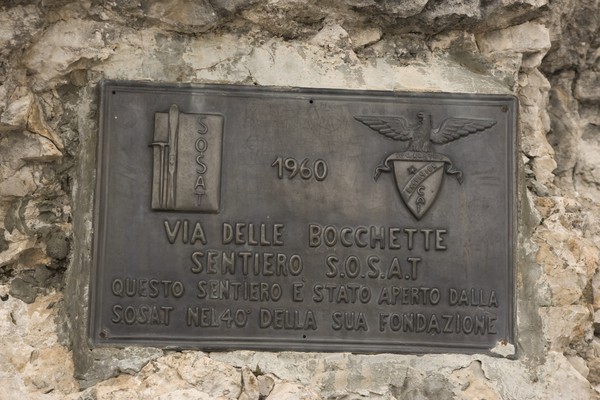 SOSAT
1960
VIA DELLE BOCCHETTE
SENTIERO S.O.S.A.T
QUESTO SENTIERO E STATO APERTO DALLA
SOSAT NEL 40° DELLA SUA FONDAZIONE